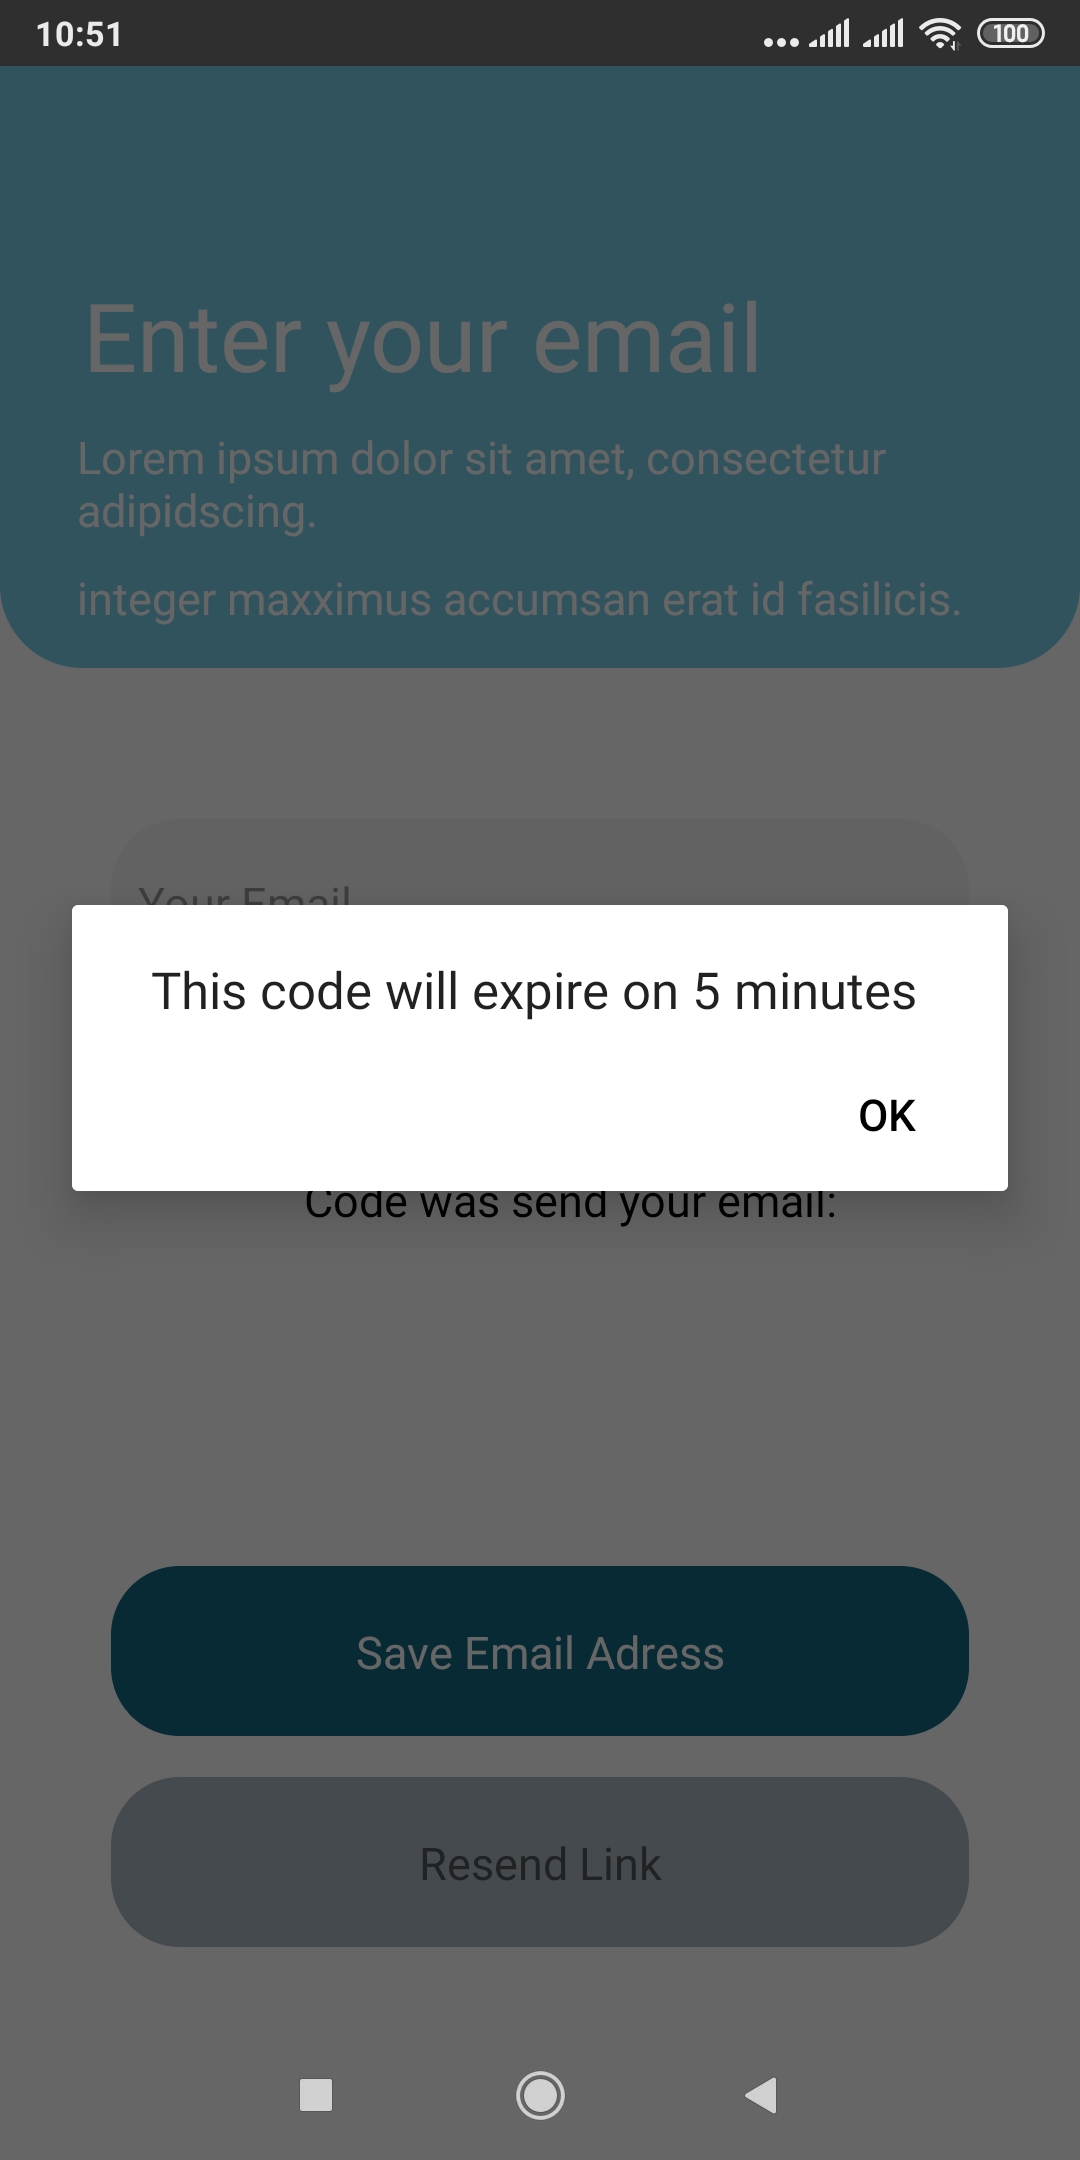 10:51
100
Enter your email
Lorem ipsum dolor sit amet, consectetur
adipidscing.
integer maxximus accumsan erat id fasilicis.
Your Email
This code will expire on 5 minutes
OK
Code was send your email:
Save Email Adress
Resend Link